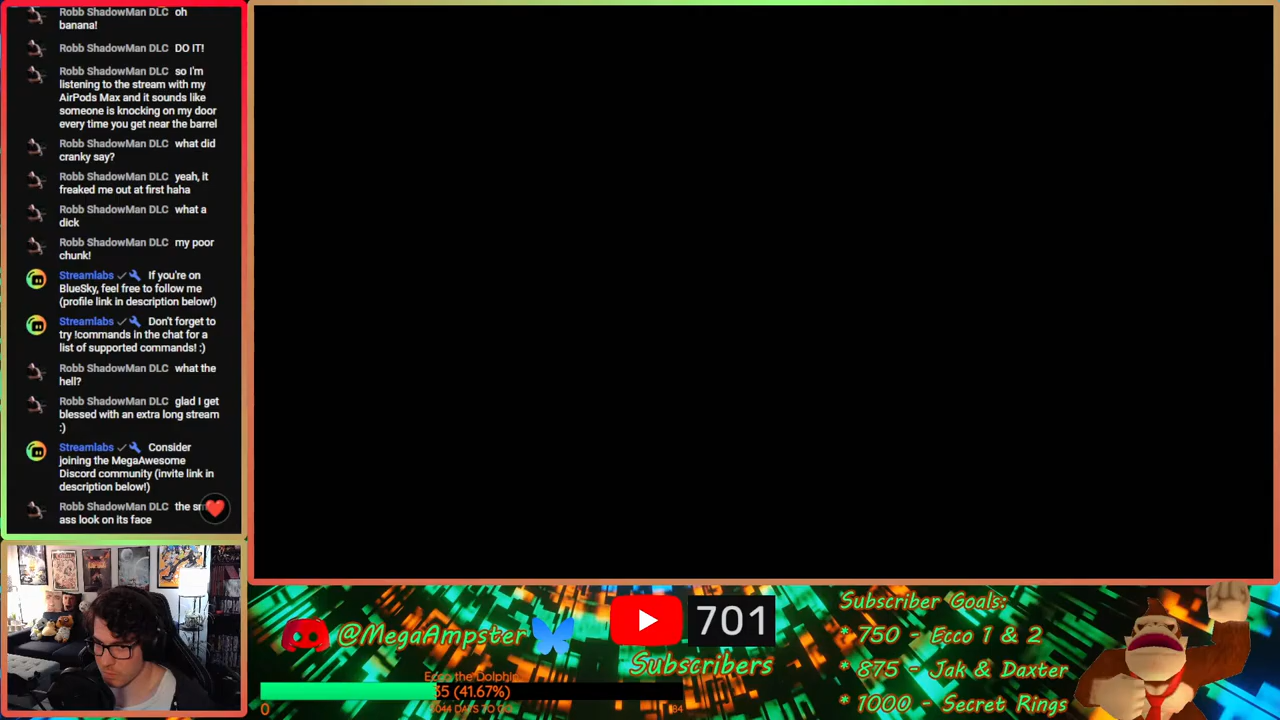 Robb ShadowMan DLC oh
banana!
Robb ShadowMan DLC DO IT!
Robb ShadowMan DLC so I'm
listening to the stream with my
AirPods Max and it sounds like
someone is knocking on my door
every time you get near the barrel
Robb ShadowMan DLC what did
cranky say?
Robb ShadowMan DLC yeah, it
freaked me out at first haha
Robb ShadowMan DLC what a
dick
Robb ShadowMan DLC my poor
chunk!
Streamlabs If you're on
BlueSky, feel free to follow me
(profile link in description below!)
Streamlabs Don't forget to
try !commands in the chat for a
list of supported commands! :)
Robb ShadowMan DLC what the
hell?
Robb ShadowMan DLC glad I get
blessed with an extra long stream
:)
Streamlabs Consider
joining the MegaAwesome
Discord community (invite link in
description below!)
Robb ShadowMan DLC the
ass look on its face
@MegaAmpster
Ecco the Dolphin
35 (41.67%)
DAYS TO GO
0
84
701
Subscribers
Subscriber Goals:
* 750 - Ecco 1 & 2
* 875 - Jak & Daxter
* 1000 - Secret Rings